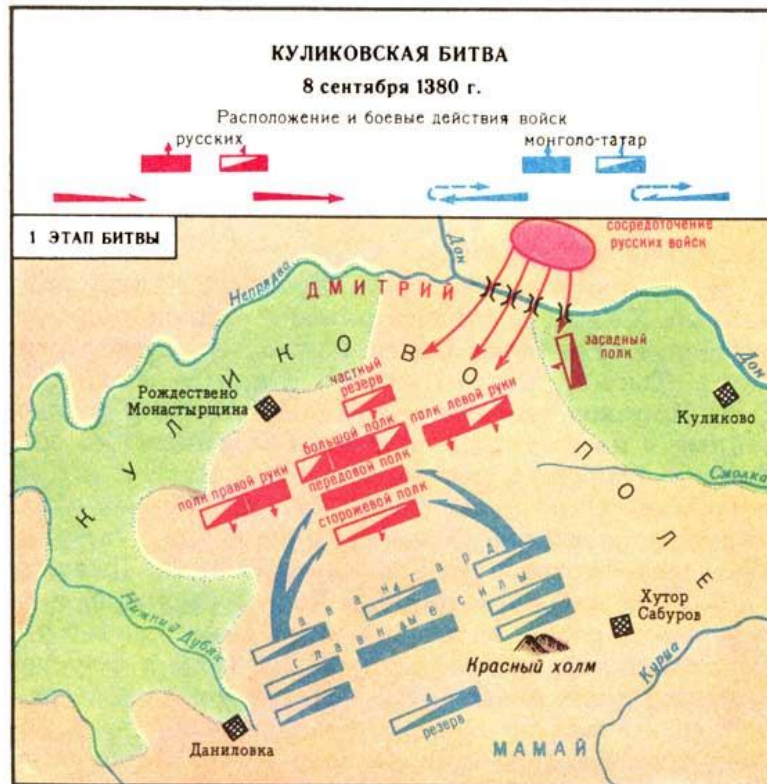 КУЛИКОВСКАЯ БИТВА
8 сентября 1380 г.
Расположение и боевые действия войск
русских
монголо-татар
1 ЭТАП БИТВЫ
Дон
сосредоточение
русских войск
Непрядва
ДМИТРИЙ
КУЛИКОВО
ПОЛЕ
засадный
полк
Дон
частный
резерв
Рождествено
Монастырщина
Куликово
полк левой руки
большой полк
полк правой руки
передовой полк
сторожевой полк
Смолка
авангард
главные силы
Нижний Дубяк
Хутор
Сабуров
Красный холм
Курца
резерв
Даниловка
МАМАЙ